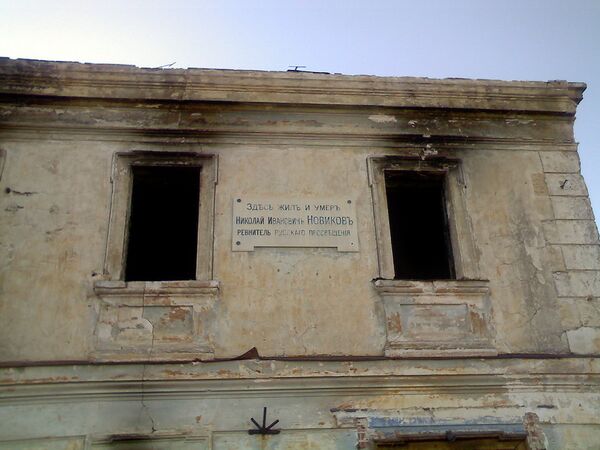 Здѣсь жилъ и умеръ
Николай Ивановичъ Новиковъ
ревнитель русскаго просвѣщенія